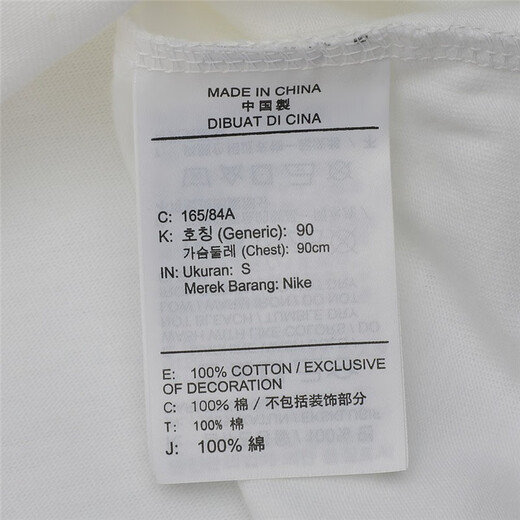 MADE IN CHINA
中国製
DIBUAT DI CINA
C: 165/84A
K: 호칭 (Generic): 90
가슴둘레 (Chest): 90cm
IN: Ukuran: S
Merek Barang: Nike
E: 100% COTTON / EXCLUSIVE
OF DECORATION
C: 100% 棉 / 不包括装饰部分
T: 100% 棉
J: 100% 綿